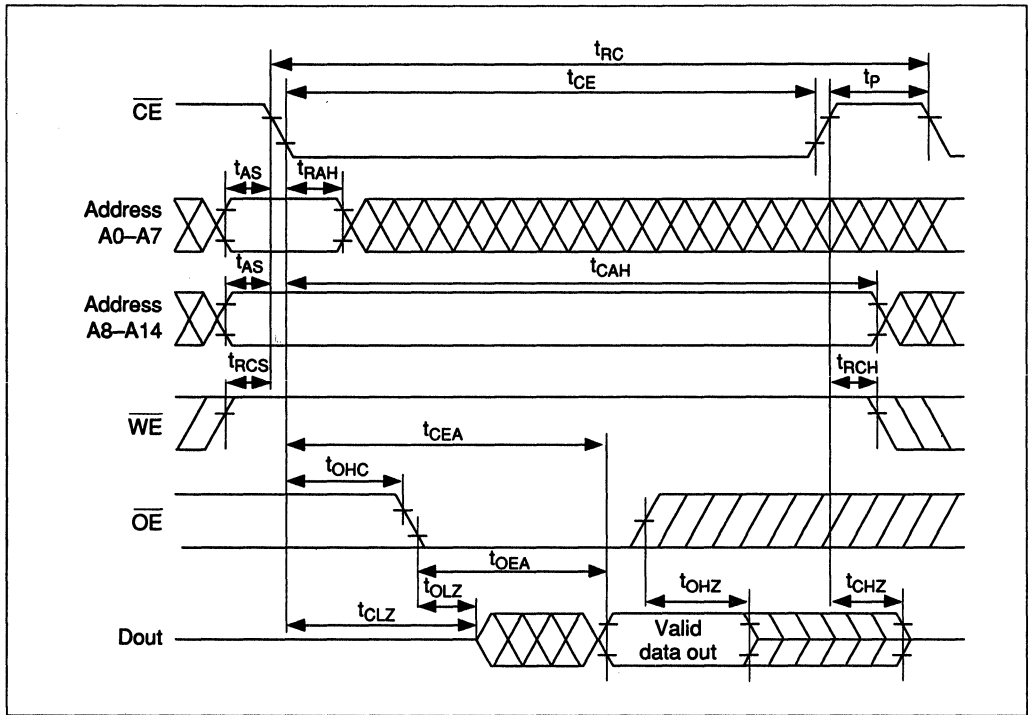 tRC
tCE
tP
CE
tAS
tRAH
Address
A0–A7
tAS
tCAH
Address
A8–A14
tRCS
tRCH
WE
tCEA
tOHC
OE
tOEA
tOLZ
tOHZ
tCHZ
tCLZ
Dout
Valid
data out